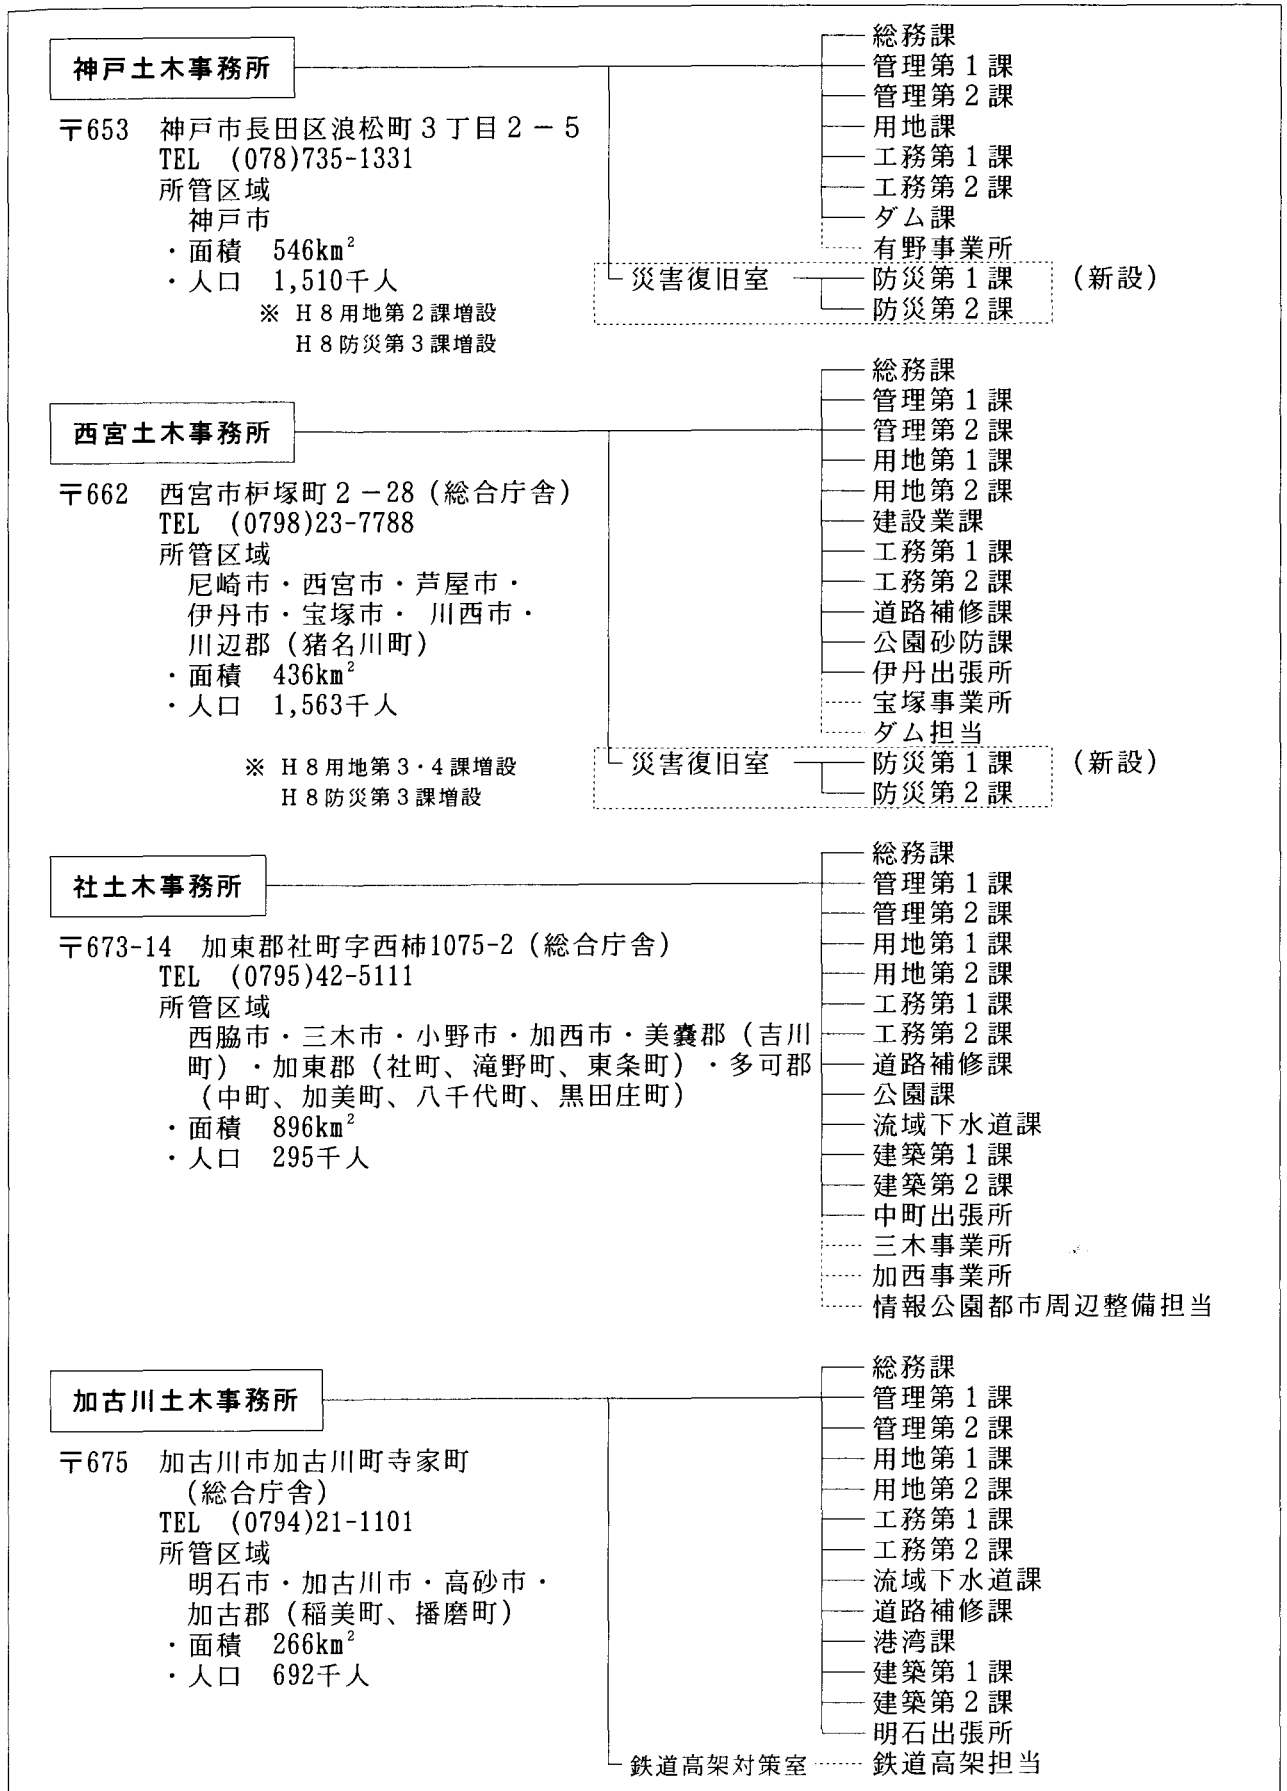 神戸土木事務所
〒653 神戸市長田区浪松町3丁目2－5
TEL (078)735-1331
所管区域
神戸市
・面積 546km²
・人口 1,510千人
※ H8用地第2課増設
H8防災第3課増設
総務課
管理第1課
管理第2課
用地課
工務第1課
工務第2課
ダム課
有野事業所
災害復旧室
防災第1課 (新設)
防災第2課
西宮土木事務所
〒662 西宮市枦塚町2－28 (総合庁舎)
TEL (0798)23-7788
所管区域
尼崎市・西宮市・芦屋市・
伊丹市・宝塚市・ 川西市・
川辺郡 (猪名川町)
・面積 436km²
・人口 1,563千人
※ H8用地第3・4課増設
H8防災第3課増設
総務課
管理第1課
管理第2課
用地第1課
用地第2課
建設業課
工務第1課
工務第2課
道路補修課
公園砂防課
伊丹出張所
宝塚事業所
ダム担当
災害復旧室
防災第1課 (新設)
防災第2課
社土木事務所
〒673-14 加東郡社町字西柿1075-2 (総合庁舎)
TEL (0795)42-5111
所管区域
西脇市・三木市・小野市・加西市・美嚢郡 (吉川
町) ・加東郡 (社町、滝野町、東条町) ・多可郡
(中町、加美町、八千代町、黒田庄町)
・面積 896km²
・人口 295千人
総務課
管理第1課
管理第2課
用地第1課
用地第2課
工務第1課
工務第2課
道路補修課
公園課
流域下水道課
建築第1課
建築第2課
中町出張所
三木事業所
加西事業所
情報公園都市周辺整備担当
加古川土木事務所
〒675 加古川市加古川町寺家町
(総合庁舎)
TEL (0794)21-1101
所管区域
明石市・加古川市・高砂市・
加古郡 (稲美町、播磨町)
・面積 266km²
・人口 692千人
総務課
管理第1課
管理第2課
用地第1課
用地第2課
工務第1課
工務第2課
流域下水道課
道路補修課
港湾課
建築第1課
建築第2課
明石出張所
鉄道高架対策室
鉄道高架担当